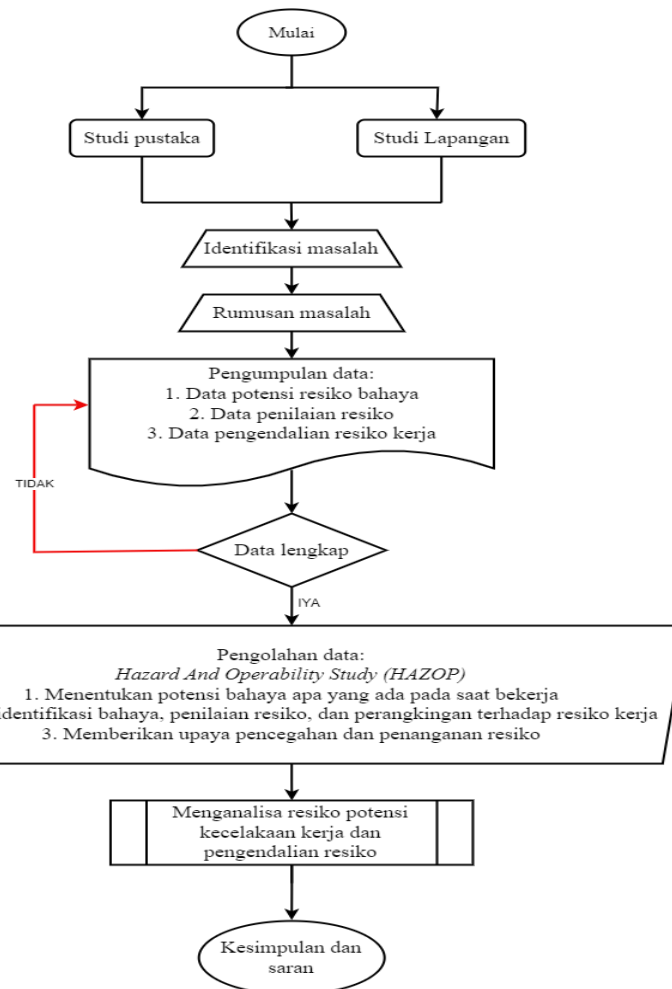 Mulai
Studi pustaka
Studi Lapangan
Identifikasi masalah
Rumusan masalah
Pengumpulan data:
1. Data potensi resiko bahaya
2. Data penilaian resiko
3. Data pengendalian resiko kerja
TIDAK
Data lengkap
IYA
Pengolahan data:
Hazard And Operability Study (HAZOP)
1. Menentukan potensi bahaya apa yang ada pada saat bekerja
identifikasi bahaya, penilaian resiko, dan perangkingan terhadap resiko kerja
3. Memberikan upaya pencegahan dan penanganan resiko
Menganalisa resiko potensi
kecelakaan kerja dan
pengendalian resiko
Kesimpulan dan
saran